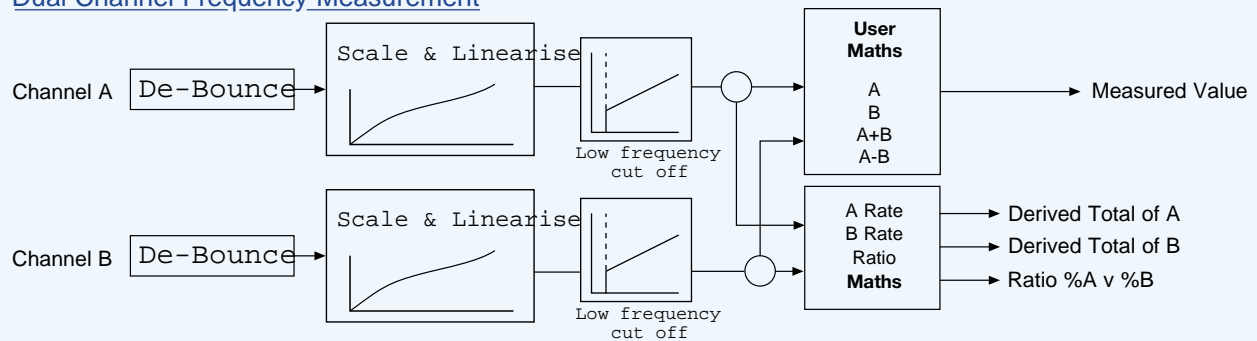 Dual Channel Frequency Measurement
Channel A
De-Bounce
Scale & Linearise
Low frequency
cut off
User
Maths
A
B
A+B
A-B
Measured Value
Channel B
De-Bounce
Scale & Linearise
Low frequency
cut off
A Rate
B Rate
Ratio
Maths
Derived Total of A
Derived Total of B
Ratio %A v %B